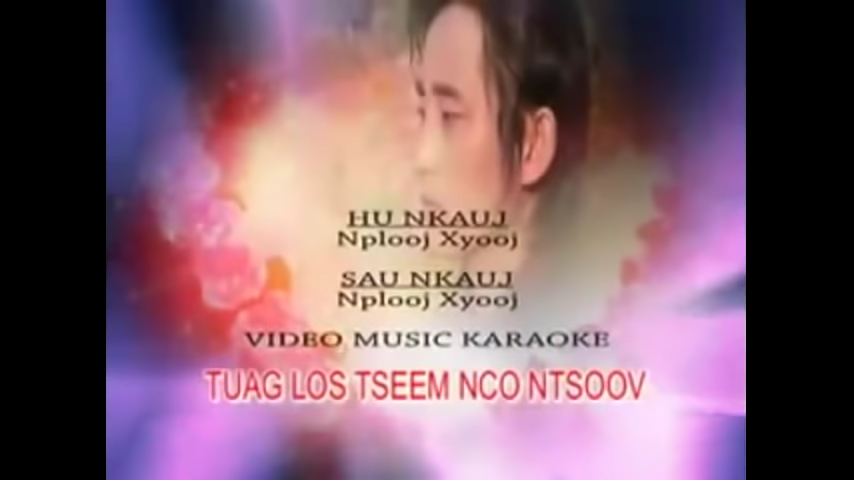 HU NKAUJ
Nplooj Xyooj
SAU NKAUJ
Nplooj Xyooj
VIDEO MUSIC KARAOKE
TUAG LOS TSEEM NCO NTSOOV